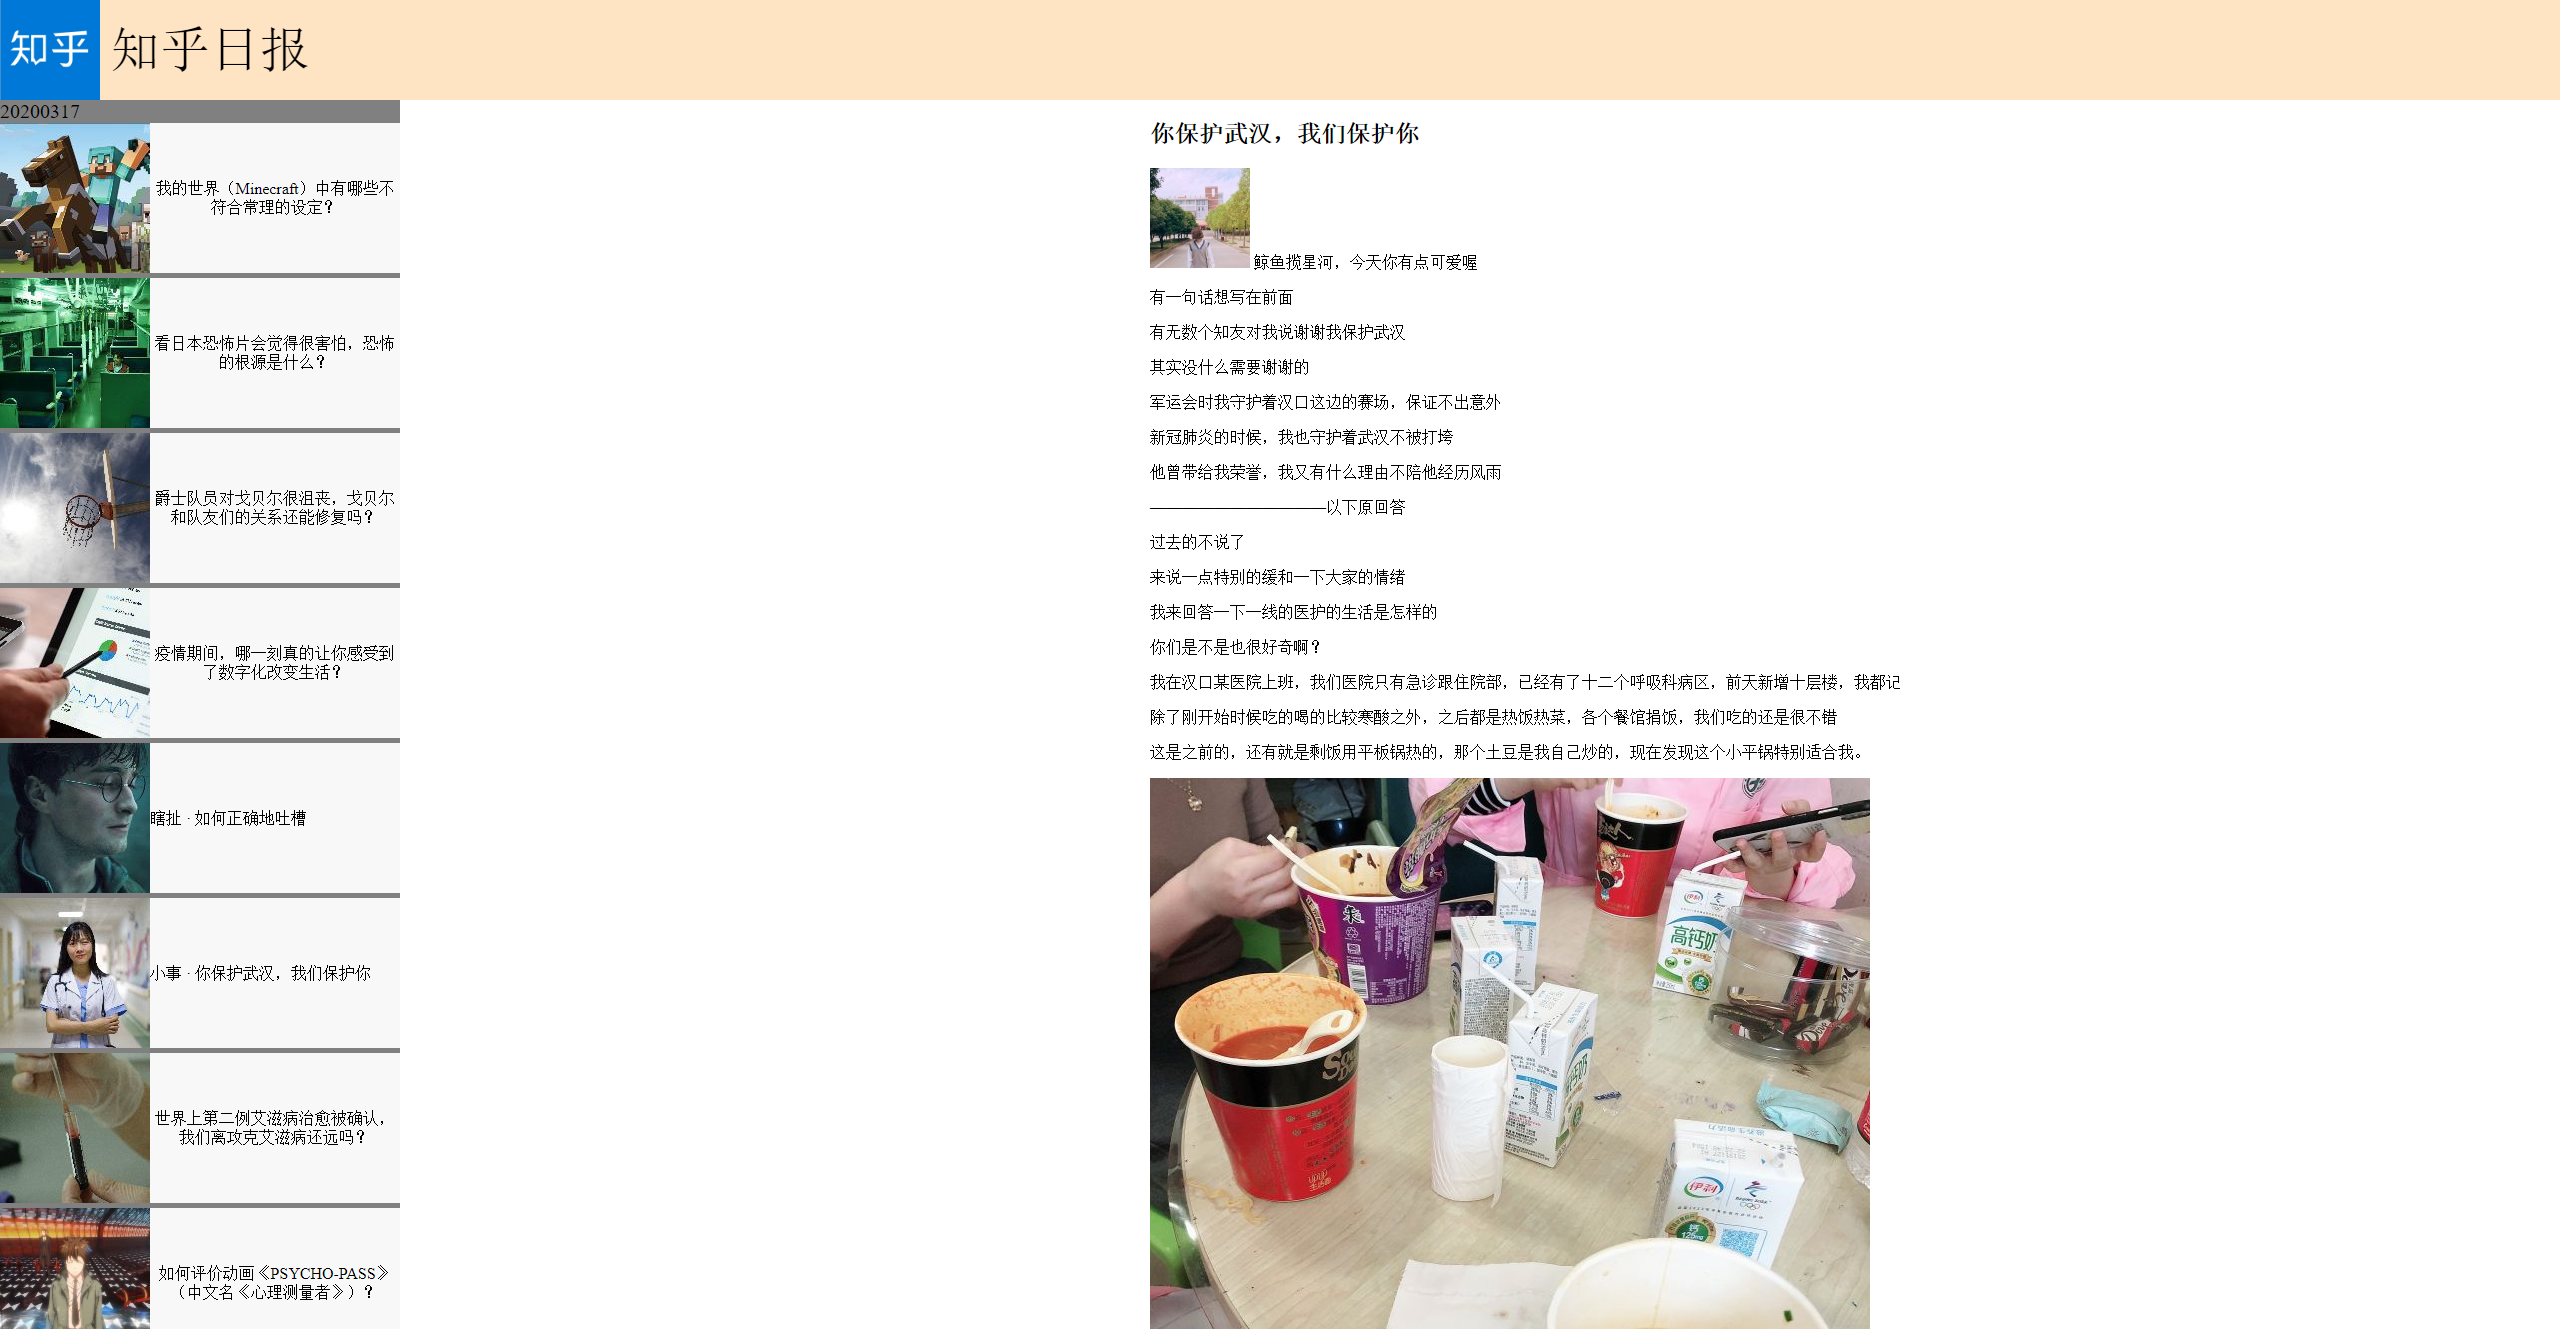 知乎 知乎日报
20200317
我的世界（Minecraft）中有哪些不
符合常理的设定？
看日本恐怖片会觉得很害怕，恐怖
的根源是什么？
爵士队员对戈贝尔很沮丧，戈贝尔
和队友们的关系还能修复吗？
疫情期间，哪一刻真的让你感受到
了数字化改变生活？
瞎扯 · 如何正确地吐槽
小事 · 你保护武汉，我们保护你
世界上第二例艾滋病治愈被确认，
我们离攻克艾滋病还远吗？
如何评价动画《PSYCHO-PASS》
（中文名《心理测量者》）？
你保护武汉，我们保护你
鲸鱼揽星河，今天你有点可爱喔
有一句话想写在前面
有无数个知友对我说谢谢我保护武汉
其实没什么需要谢谢的
军运会时我守护着汉口这边的赛场，保证不出意外
新冠肺炎的时候，我也守护着武汉不被打垮
他曾带给我荣誉，我又有什么理由不陪他经历风雨
———————————以下原回答
过去的不说了
来说一点特别的缓和一下大家的情绪
我来回答一下一线的医护的生活是怎样的
你们是不是也很好奇啊？
我在汉口某医院上班，我们医院只有急诊跟住院部，已经有了十二个呼吸科病区，前天新增十层楼，我都记
除了刚开始时候吃的喝的比较寒酸之外，之后都是热饭热菜，各个餐馆捐饭，我们吃的还是很不错
这是之前的，还有就是剩饭用平板锅热的，那个土豆是我自己炒的，现在发现这个小平锅特别适合我。
伊利
高钙奶
伊利